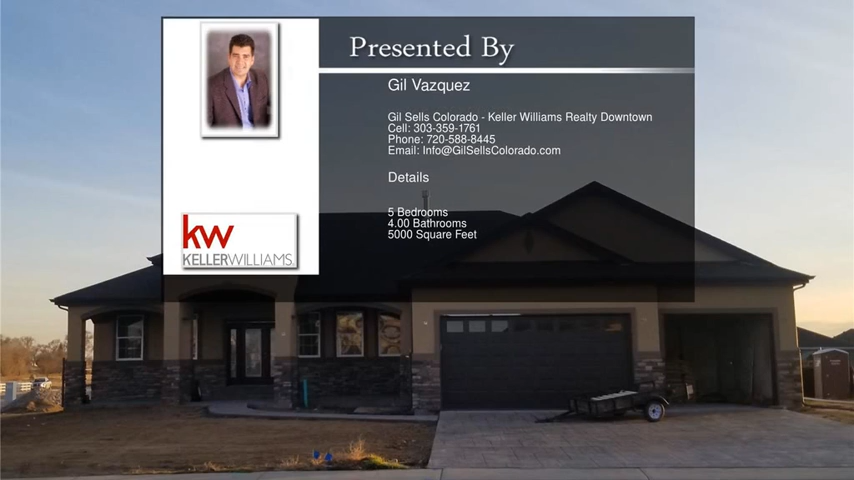 Presented By
Gil Vazquez
Gil Sells Colorado - Keller Williams Realty Downtown
Cell: 303-359-1761
Phone: 720-588-8445
Email: Info@GilSellsColorado.com
Details
5 Bedrooms
4.00 Bathrooms
5000 Square Feet
kw
KELLERWILLIAMS.